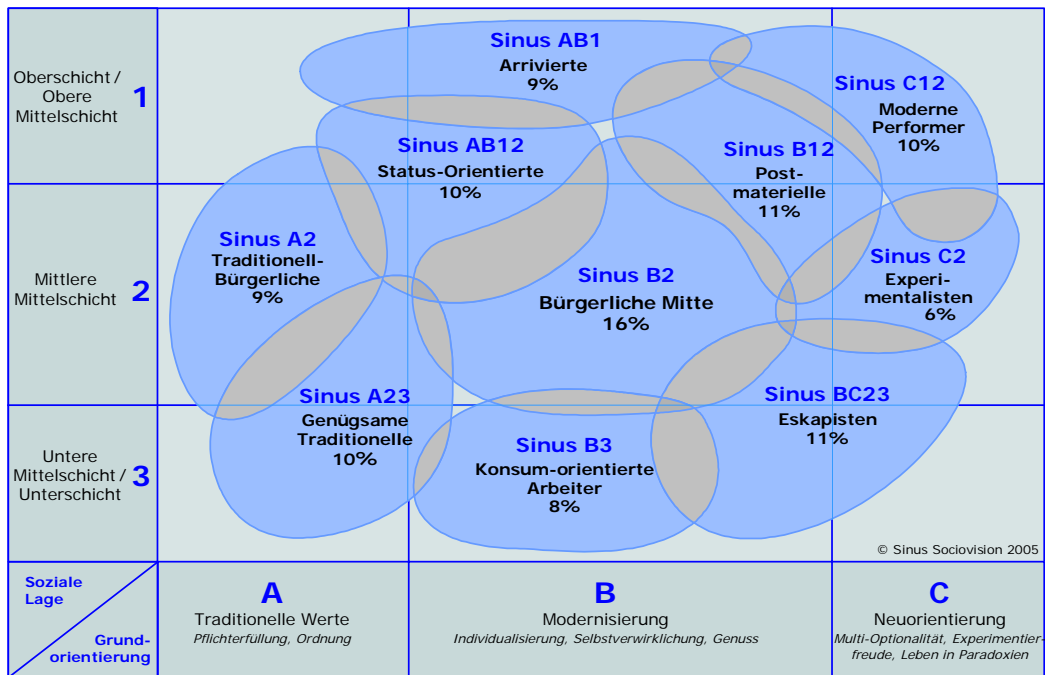 Sinus AB1
Arrivierte
9%
Oberschicht /
Obere
Mittelschicht
1
Sinus C12
Moderne
Performer
10%
Sinus AB12
Status-Orientierte
10%
Sinus B12
Post-
materielle
11%
Sinus A2
Traditionell-
Bürgerliche
9%
Mittlere
Mittelschicht
2
Sinus B2
Bürgerliche Mitte
16%
Sinus C2
Experi-
mentalisten
6%
Sinus A23
Genügsame
Traditionelle
10%
Sinus BC23
Eskapisten
11%
Untere
Mittelschicht /
Unterschicht
3
Sinus B3
Konsum-orientierte
Arbeiter
8%
© Sinus Sociovision 2005
Soziale
Lage
Grund-
orientierung
A
Traditionelle Werte
Pflichterfüllung, Ordnung
B
Modernisierung
Individualisierung, Selbstverwirklichung, Genuss
C
Neuorientierung
Multi-Optionalität, Experimentier-
freude, Leben in Paradoxien